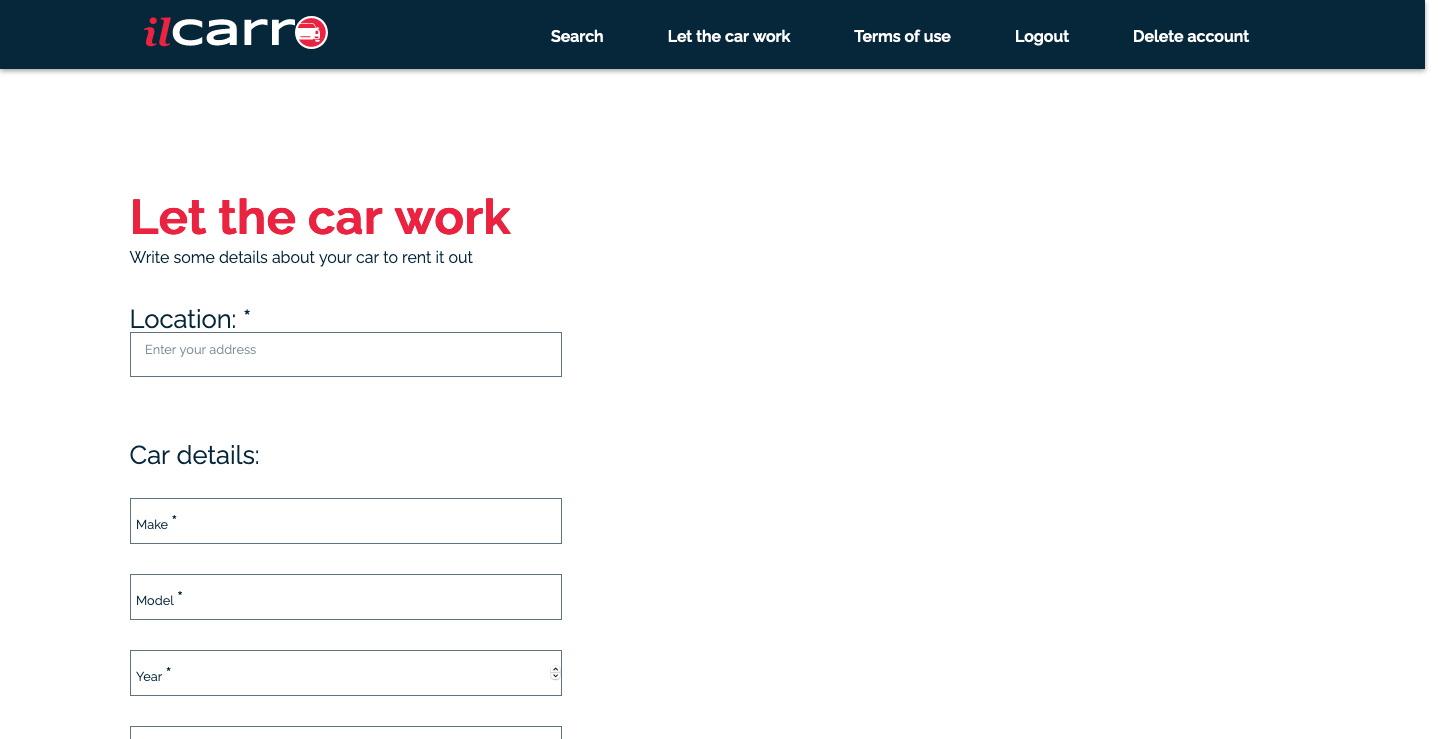 ilcarro
Search Let the car work Terms of use Logout Delete account
Let the car work
Write some details about your car to rent it out
Location: *
Enter your address
Car details:
Make *
Model *
Year *